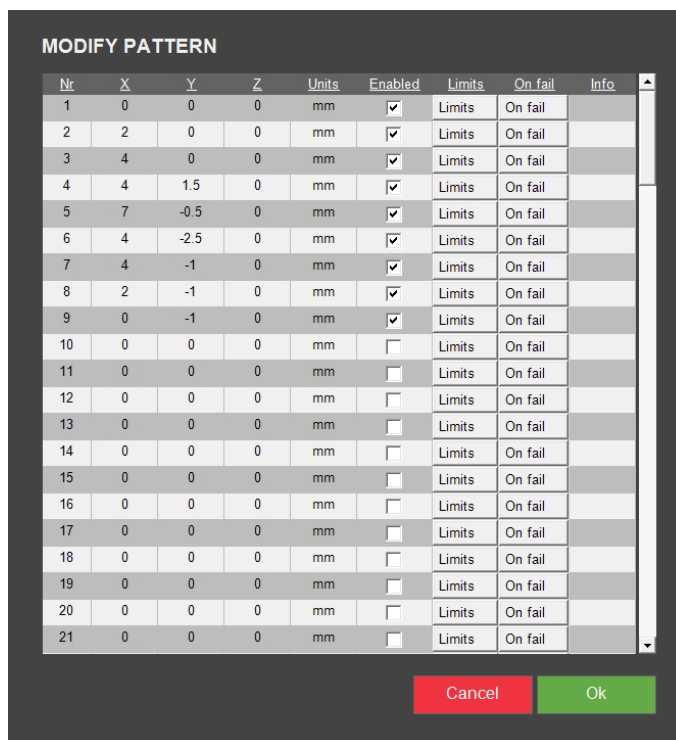 MODIFY PATTERN
Nr X Y Z Units Enabled Limits On fail Info
1 0 0 0 mm Limits On fail
2 2 0 0 mm Limits On fail
3 4 0 0 mm Limits On fail
4 4 1.5 0 mm Limits On fail
5 7 -0.5 0 mm Limits On fail
6 4 -2.5 0 mm Limits On fail
7 4 -1 0 mm Limits On fail
8 2 -1 0 mm Limits On fail
9 0 -1 0 mm Limits On fail
10 0 0 0 mm Limits On fail
11 0 0 0 mm Limits On fail
12 0 0 0 mm Limits On fail
13 0 0 0 mm Limits On fail
14 0 0 0 mm Limits On fail
15 0 0 0 mm Limits On fail
16 0 0 0 mm Limits On fail
17 0 0 0 mm Limits On fail
18 0 0 0 mm Limits On fail
19 0 0 0 mm Limits On fail
20 0 0 0 mm Limits On fail
21 0 0 0 mm Limits On fail
Cancel Ok